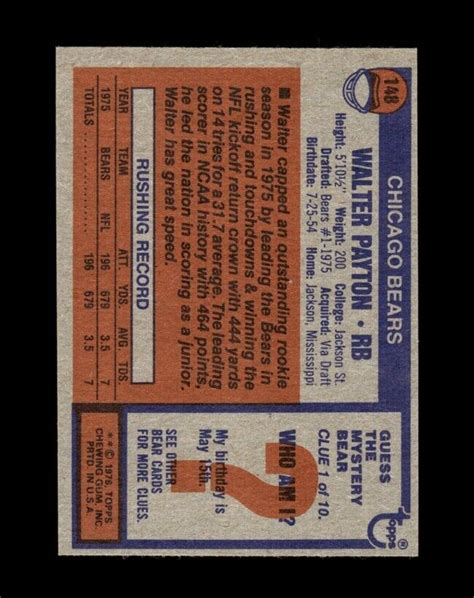 148
CHICAGO BEARS
WALTER PAYTON • RB
Height: 5'10½" Weight: 200 College: Jackson St.
Drafted: Bears #1-1975 Acquired: Via Draft
Birthdate: 7-25-54 Home: Jackson, Mississippi
■ Walter capped an outstanding rookie
season in 1975 by leading the Bears in
rushing and touchdowns & winning the
NFL kickoff return crown with 444 yards
on 14 tries for a 31.7 average. The leading
scorer in NCAA history with 464 points,
he led the nation in scoring as a junior.
Walter has great speed.
RUSHING RECORD
YEAR TEAM ATT. YDS. AVG. TDS.
1975 BEARS NFL 196 679 3.5 7
TOTALS 196 679 3.5 7
Topps ®
GUESS
THE
MYSTERY
BEAR
CLUE 1 of 10.
?
WHO AM I?
My birthday is
May 15th.
SEE OTHER
BEAR CARDS
FOR MORE CLUES.
** © 1976, TOPPS
CHEWING GUM, INC.
PRTD. IN U.S.A.